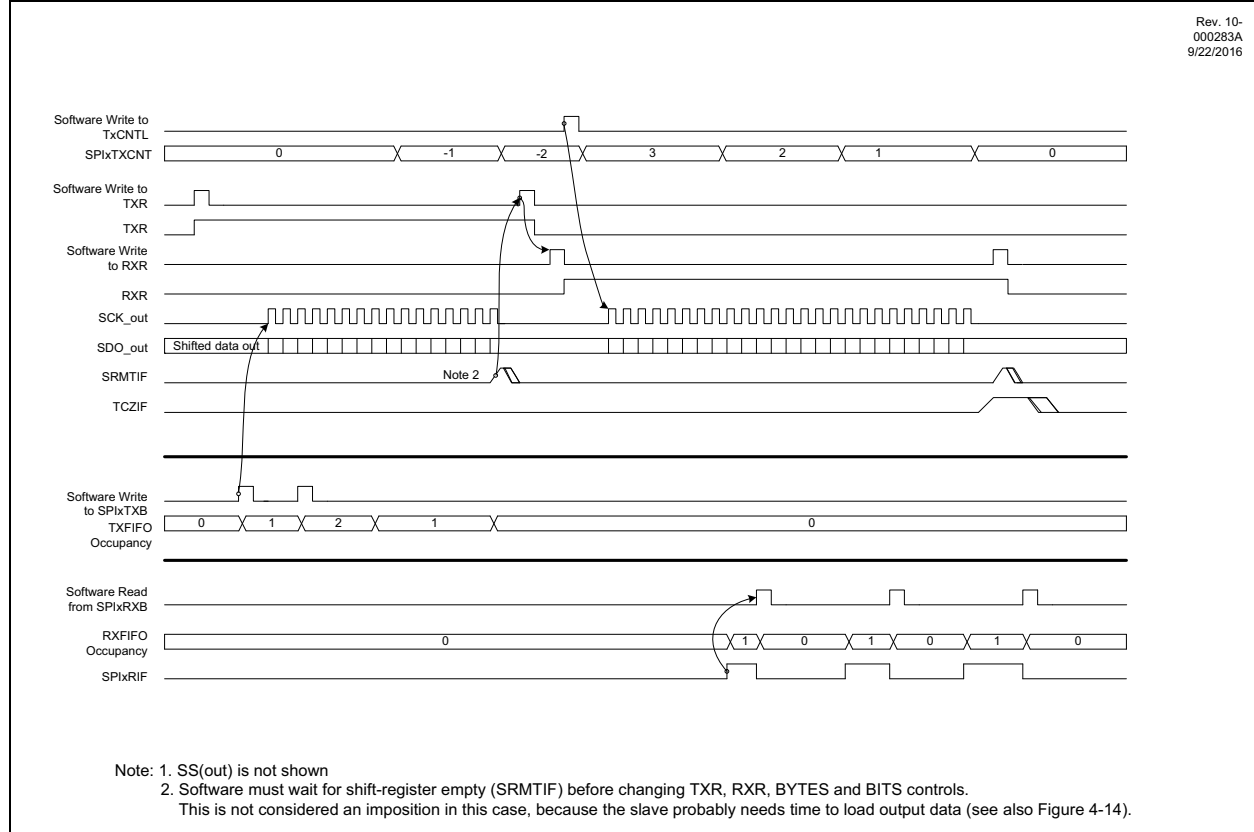 Rev. 10-
000283A
9/22/2016
Software Write to
TxCNTL
SPIxTXCNT
0 -1 -2 3 2 1 0
Software Write to
TXR
TXR
Software Write
to RXR
RXR
SCK_out
SDO_out
Shifted data out
SRMTIF
Note 2
TCZIF
Software Write
to SPIxTXB
TXFIFO
Occupancy
0 1 2 1 0
Software Read
from SPIxRXB
RXFIFO
Occupancy
0 1 0 1 0 1 0
SPIxRIF
Note: 1. SS(out) is not shown
2. Software must wait for shift-register empty (SRMTIF) before changing TXR, RXR, BYTES and BITS controls.
This is not considered an imposition in this case, because the slave probably needs time to load output data (see also Figure 4-14).